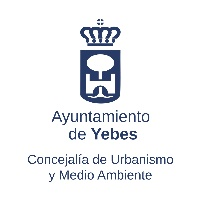 Ayuntamiento
de Yebes
Concejalía de Urbanismo
y Medio Ambiente